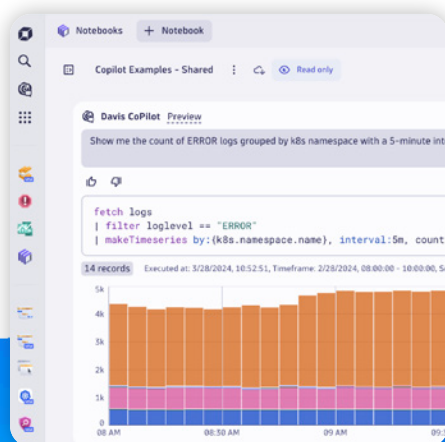 Notebooks
+ Notebook
Copilot Examples - Shared
Read only
Davis CoPilot Preview
Show me the count of ERROR logs grouped by k8s namespace with a 5-minute int
fetch logs
| filter loglevel == "ERROR"
| makeTimeseries by:{k8s.namespace.name}, interval:5m, count
14 records Executed at: 3/28/2024, 10:52:51, Timeframe: 2/28/2024, 08:00:00 - 10:00:00, S
5k
4k
3k
2k
1k
0
08 AM 08:30 AM 09 AM 09: